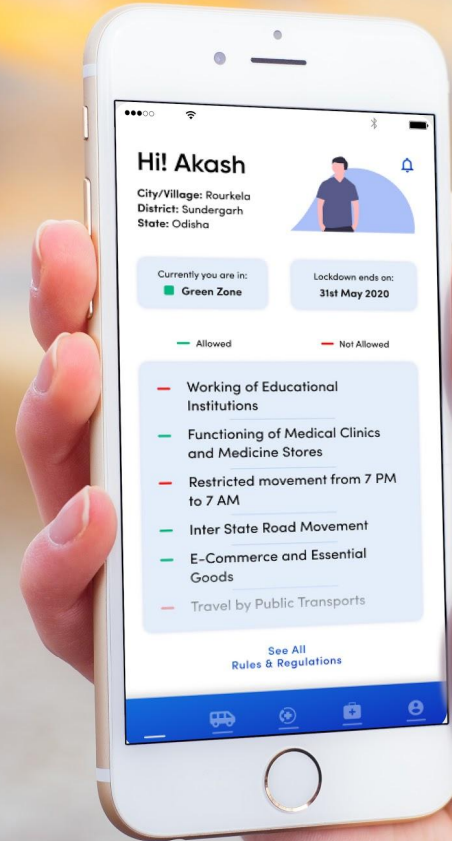 Hi! Akash
City/Village: Rourkela
District: Sundergarh
State: Odisha
Currently you are in:
Green Zone
Lockdown ends on:
31st May 2020
Allowed
Not Allowed
Working of Educational
Institutions
Functioning of Medical Clinics
and Medicine Stores
Restricted movement from 7 PM
to 7 AM
Inter State Road Movement
E-Commerce and Essential
Goods
Travel by Public Transports
See All
Rules & Regulations